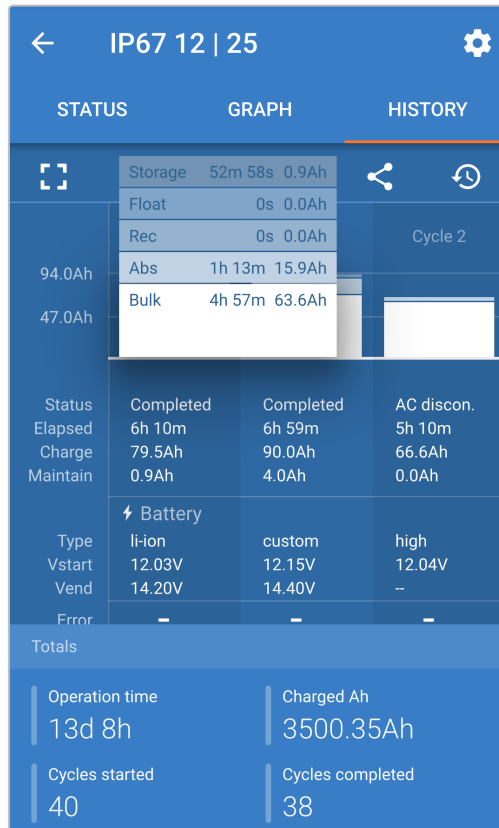 IP67 12 | 25
STATUS GRAPH HISTORY
Storage 52m 58s 0.9Ah
Float 0s 0.0Ah
Rec 0s 0.0Ah
Abs 1h 13m 15.9Ah
Bulk 4h 57m 63.6Ah
Cycle 2
94.0Ah
47.0Ah
Status Completed Completed AC discon.
Elapsed 6h 10m 6h 59m 5h 10m
Charge 79.5Ah 90.0Ah 66.6Ah
Maintain 0.9Ah 4.0Ah 0.0Ah
Battery
Type li-ion custom high
Vstart 12.03V 12.15V 12.04V
Vend 14.20V 14.40V --
Error – – –
Totals
Operation time Charged Ah
13d 8h 3500.35Ah
Cycles started Cycles completed
40 38